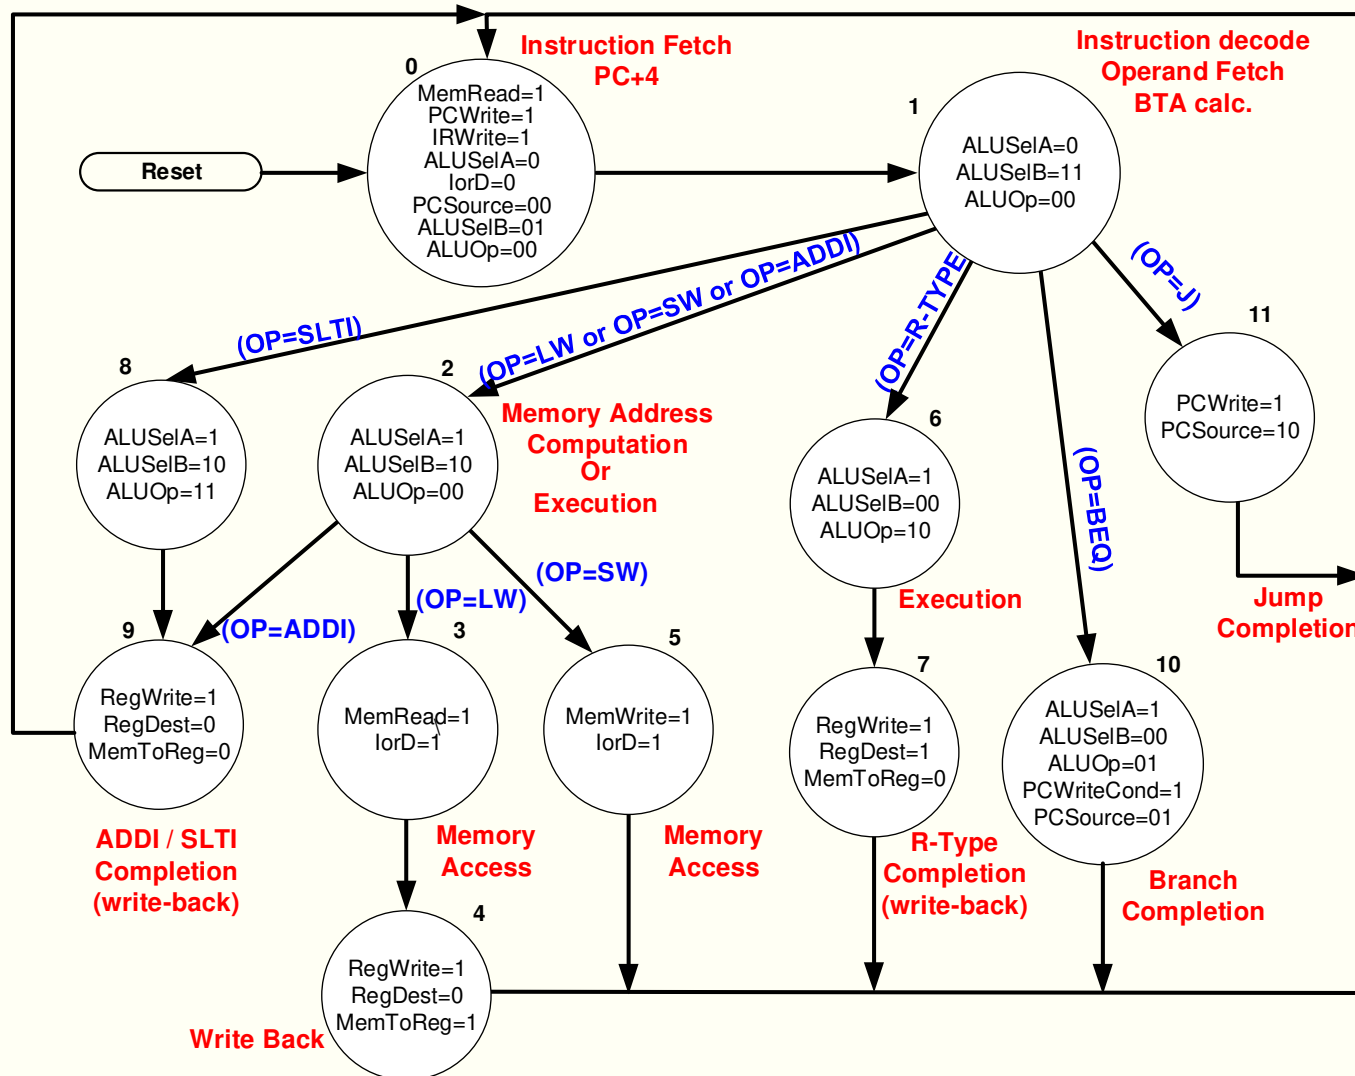 Instruction Fetch
PC+4
Instruction decode
Operand Fetch
BTA calc.
0
MemRead=1
PCWrite=1
IRWrite=1
ALUSelA=0
IorD=0
PCSource=00
ALUSelB=01
ALUOp=00
1
ALUSelA=0
ALUSelB=11
ALUOp=00
Reset
(OP=SLTI)
(OP=LW or OP=SW or OP=ADDI)
(OP=R-TYPE
(OP=J)
(OP=BEQ)
8
ALUSelA=1
ALUSelB=10
ALUOp=11
2
ALUSelA=1
ALUSelB=10
ALUOp=00
Memory Address
Computation
Or
Execution
6
ALUSelA=1
ALUSelB=00
ALUOp=10
Execution
11
PCWrite=1
PCSource=10
Jump
Completion
(OP=ADDI)
(OP=LW)
(OP=SW)
9
RegWrite=1
RegDest=0
MemToReg=0
ADDI / SLTI
Completion
(write-back)
3
MemRead=1
IorD=1
Memory
Access
5
MemWrite=1
IorD=1
Memory
Access
7
RegWrite=1
RegDest=1
MemToReg=0
R-Type
Completion
(write-back)
10
ALUSelA=1
ALUSelB=00
ALUOp=01
PCWriteCond=1
PCSource=01
Branch
Completion
4
RegWrite=1
RegDest=0
MemToReg=1
Write Back